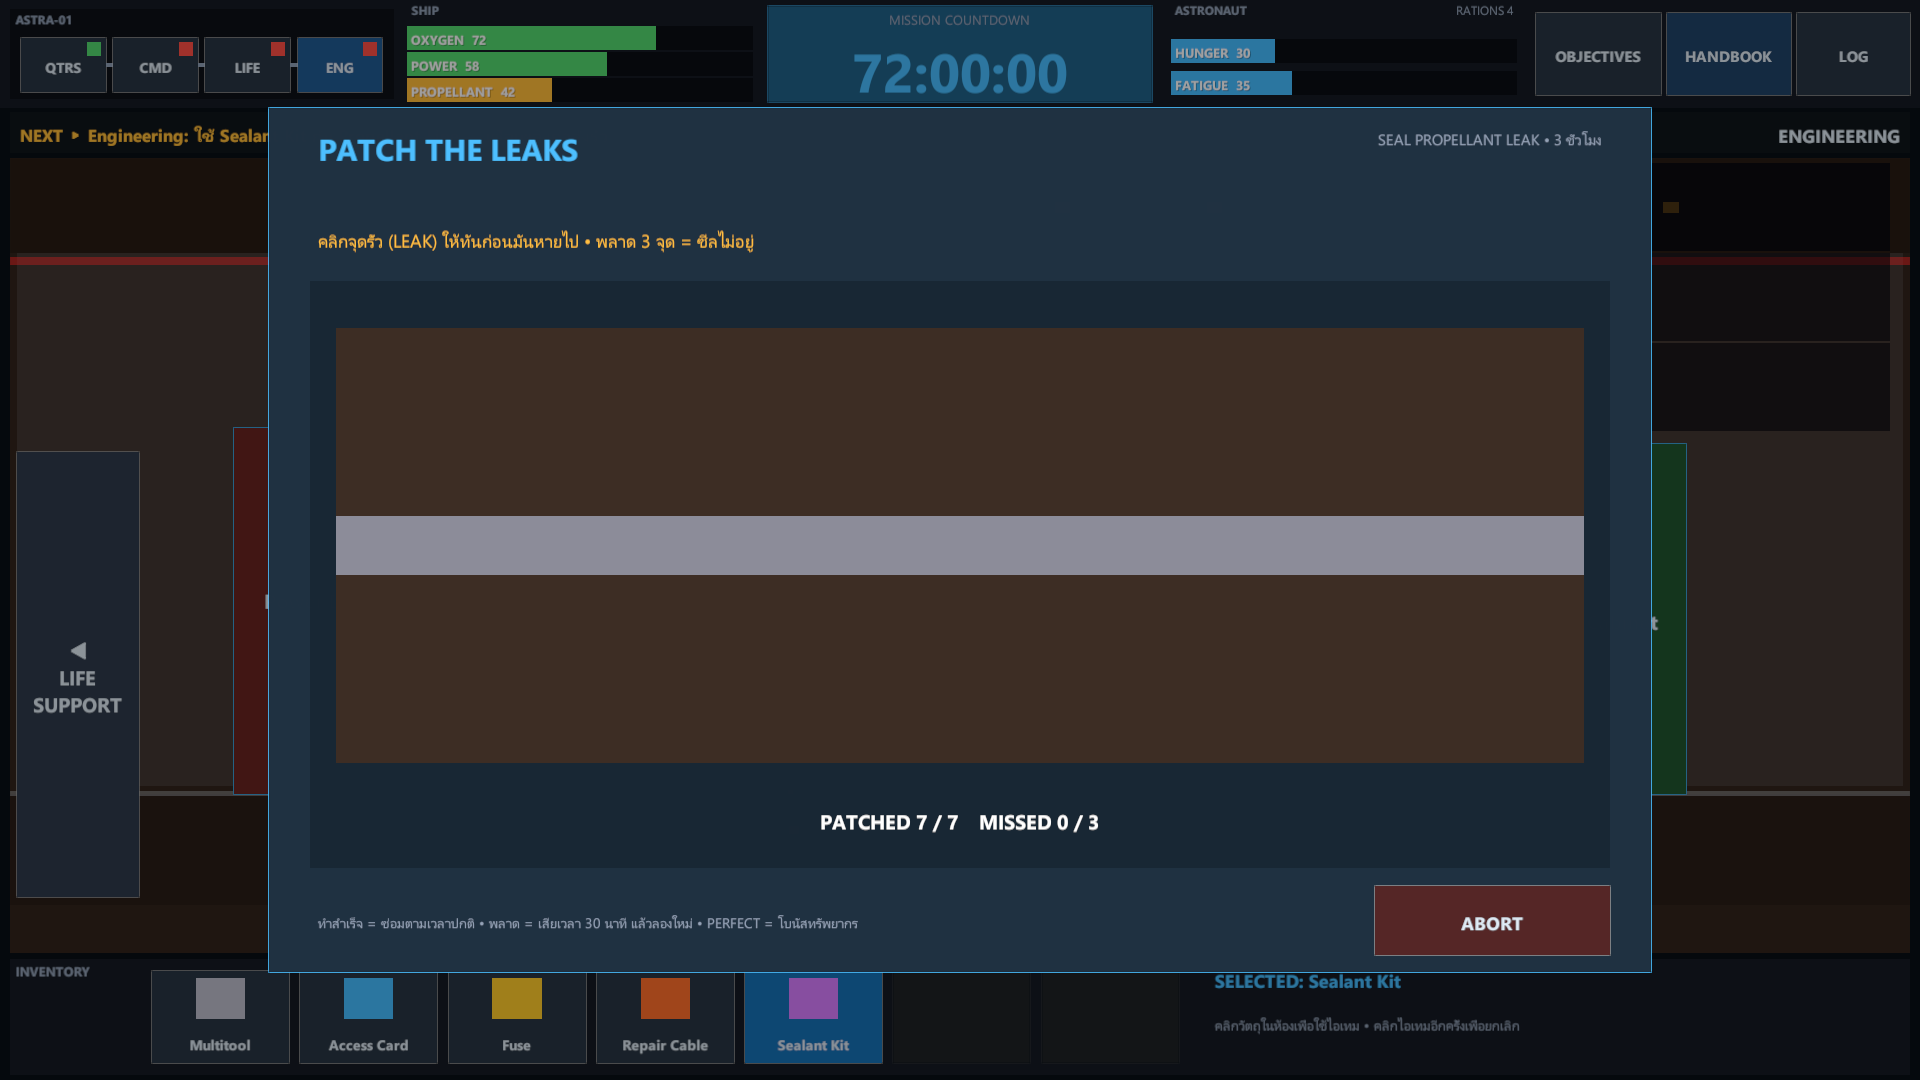 ASTRA-01
QTRS
CMD
LIFE
ENG
SHIP
OXYGEN 72
POWER 58
PROPELLANT 42
MISSION COUNTDOWN
72:00:00
ASTRONAUT
RATIONS 4
HUNGER 30
FATIGUE 35
OBJECTIVES
HANDBOOK
LOG
NEXT ▸ Engineering: ใช้ Sealan
ENGINEERING
PATCH THE LEAKS
SEAL PROPELLANT LEAK • 3 ชั่วโมง
คลิกจุดรั่ว (LEAK) ให้ทันก่อนมันหายไป • พลาด 3 จุด = ซีลไม่อยู่
◀
LIFE
SUPPORT
PATCHED 7 / 7 MISSED 0 / 3
ทำสำเร็จ = ซ่อมตามเวลาปกติ • พลาด = เสียเวลา 30 นาที แล้วลองใหม่ • PERFECT = โบนัสทรัพยากร
ABORT
INVENTORY
Multitool
Access Card
Fuse
Repair Cable
Sealant Kit
SELECTED: Sealant Kit
คลิกวัตถุในห้องเพื่อใช้ไอเทม • คลิกไอเทมอีกครั้งเพื่อยกเลิก